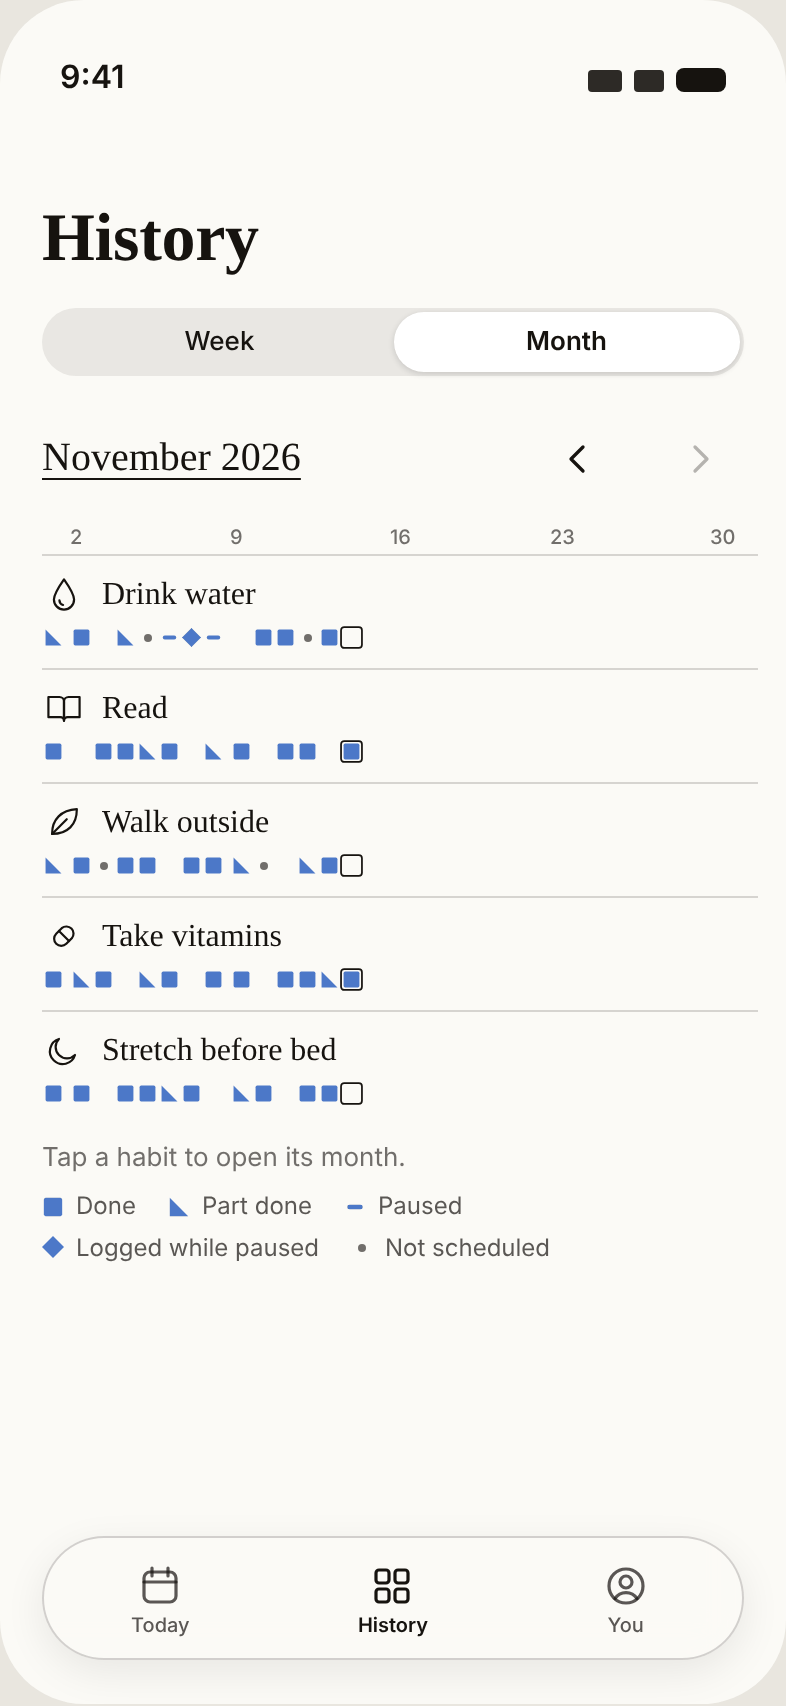 9:41
History
Week Month
November 2026
2 9 16 23 30
Drink water
Read
Walk outside
Take vitamins
Stretch before bed
Tap a habit to open its month.
Done Part done Paused
Logged while paused Not scheduled
Today History You